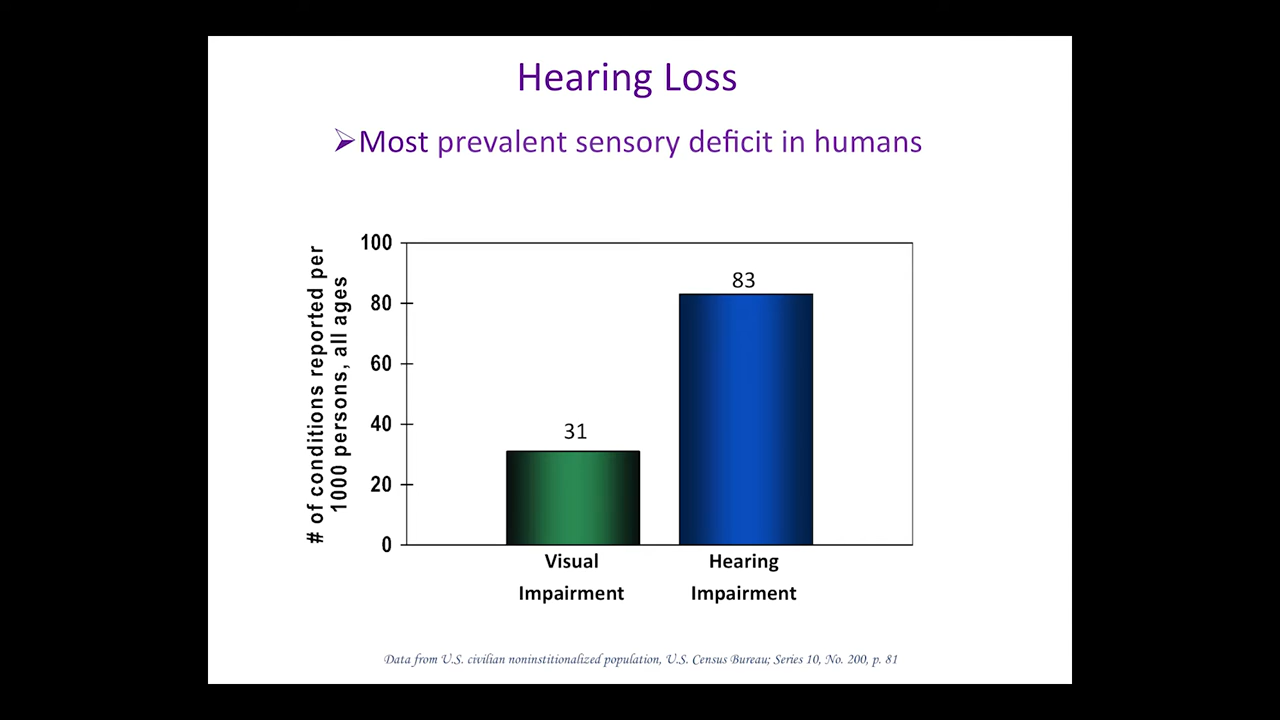 Hearing Loss
➢Most prevalent sensory deficit in humans
# of conditions reported per
1000 persons, all ages
100
80
60
40
20
0
31
83
Visual
Impairment
Hearing
Impairment
Data from U.S. civilian noninstitionalized population, U.S. Census Bureau; Series 10, No. 200, p. 81